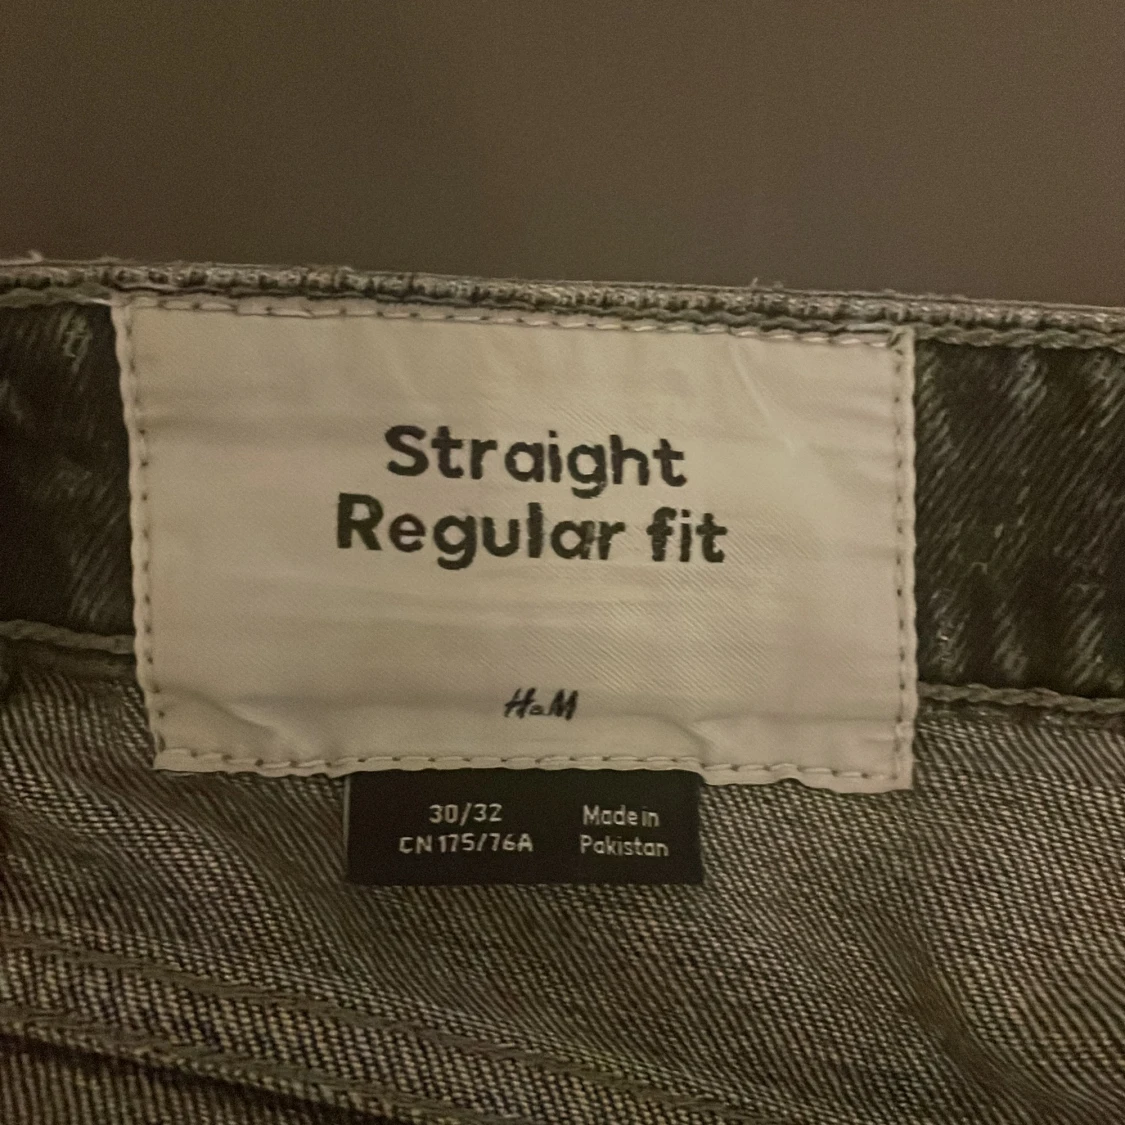 Straight
Regular fit
H&M
30/32
CN 175/76A
Made in
Pakistan